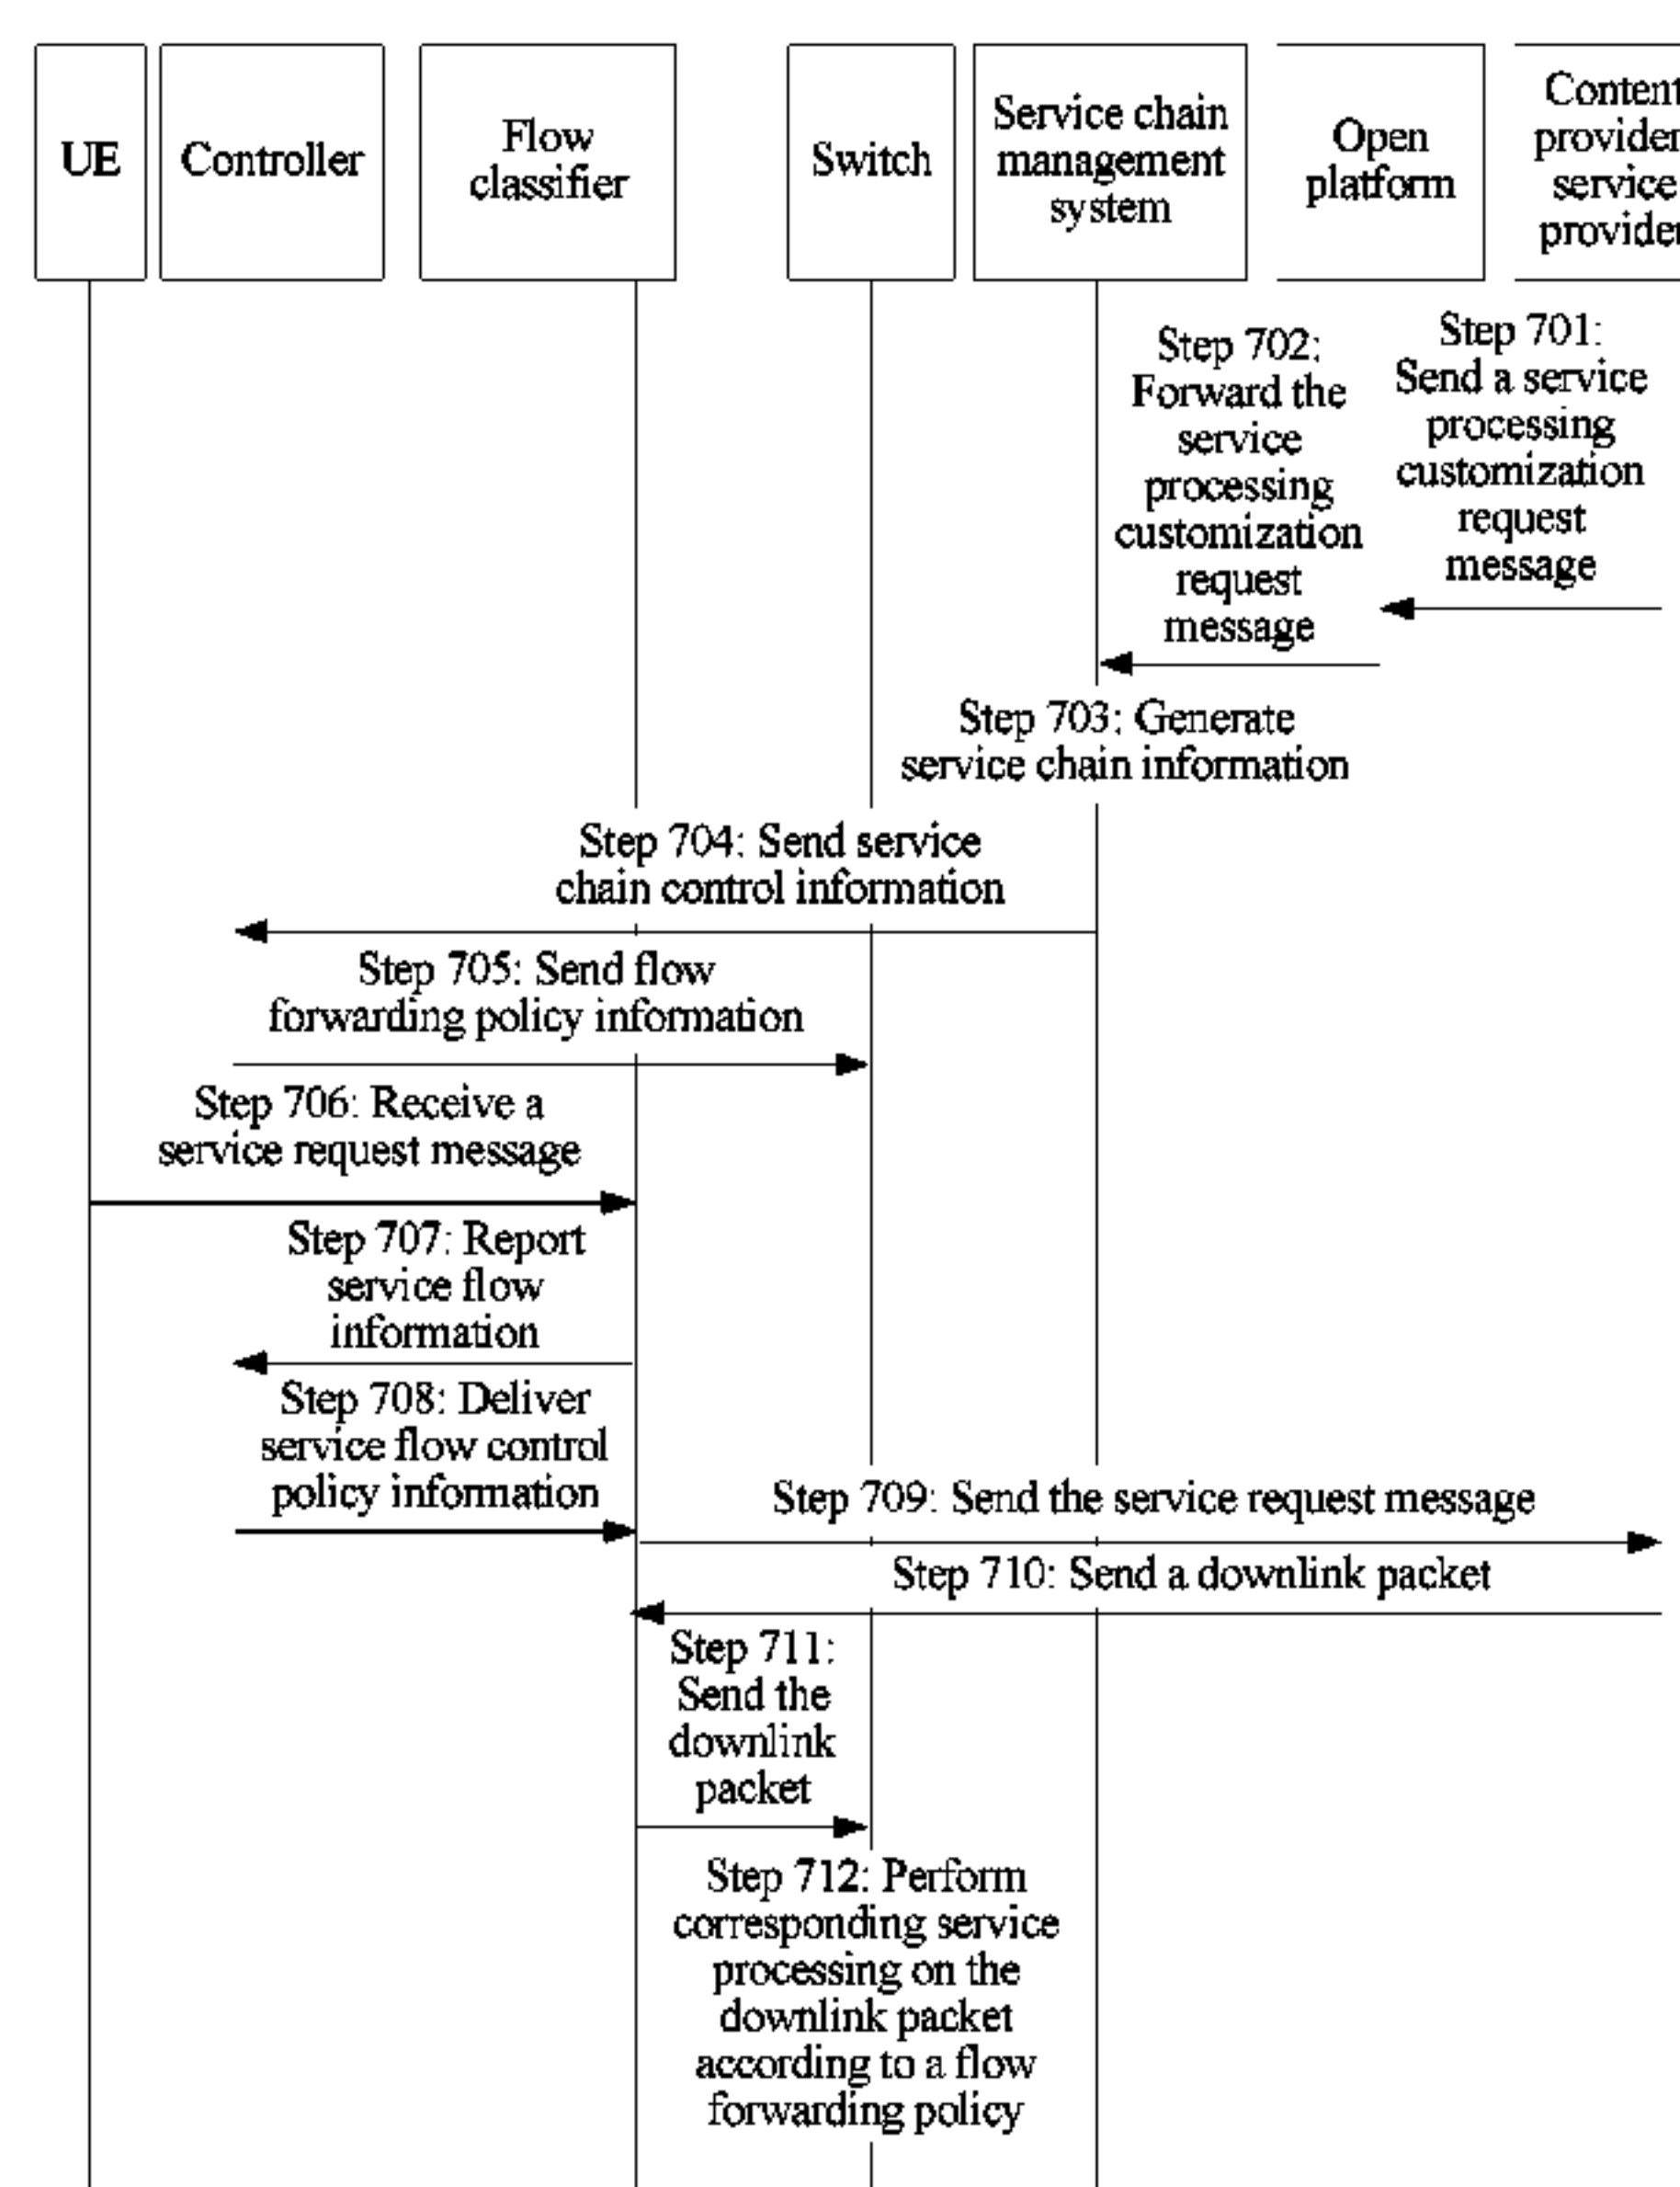 UE
Controller
Flow
classifier
Switch
Service chain
management
system
Open
platform
Content
provider
service
provider
Step 701:
Send a service
processing
customization
request
message
Step 702:
Forward the
service
processing
customization
request
message
Step 703: Generate
service chain information
Step 704: Send service
chain control information
Step 705: Send flow
forwarding policy information
Step 706: Receive a
service request message
Step 707: Report
service flow
information
Step 708: Deliver
service flow control
policy information
Step 709: Send the service request message
Step 710: Send a downlink packet
Step 711:
Send the
downlink
packet
Step 712: Perform
corresponding service
processing on the
downlink packet
according to a flow
forwarding policy